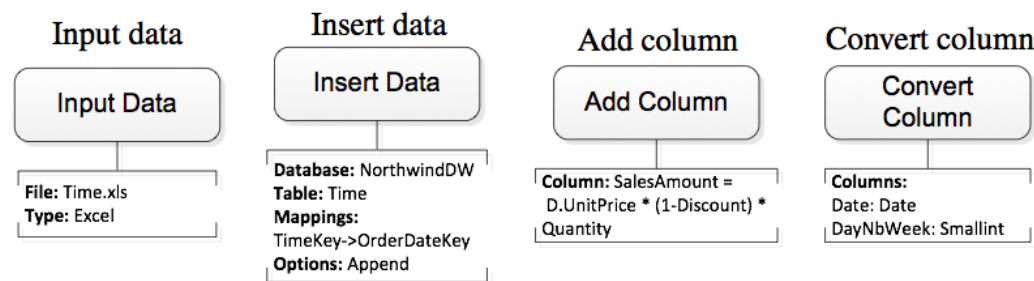 Input data
Input Data
File: Time.xls
Type: Excel
Insert data
Insert Data
Database: NorthwindDW
Table: Time
Mappings:
TimeKey->OrderDateKey
Options: Append
Add column
Add Column
Column: SalesAmount =
D.UnitPrice * (1-Discount) *
Quantity
Convert column
Convert
Column
Columns:
Date: Date
DayNbWeek: Smallint